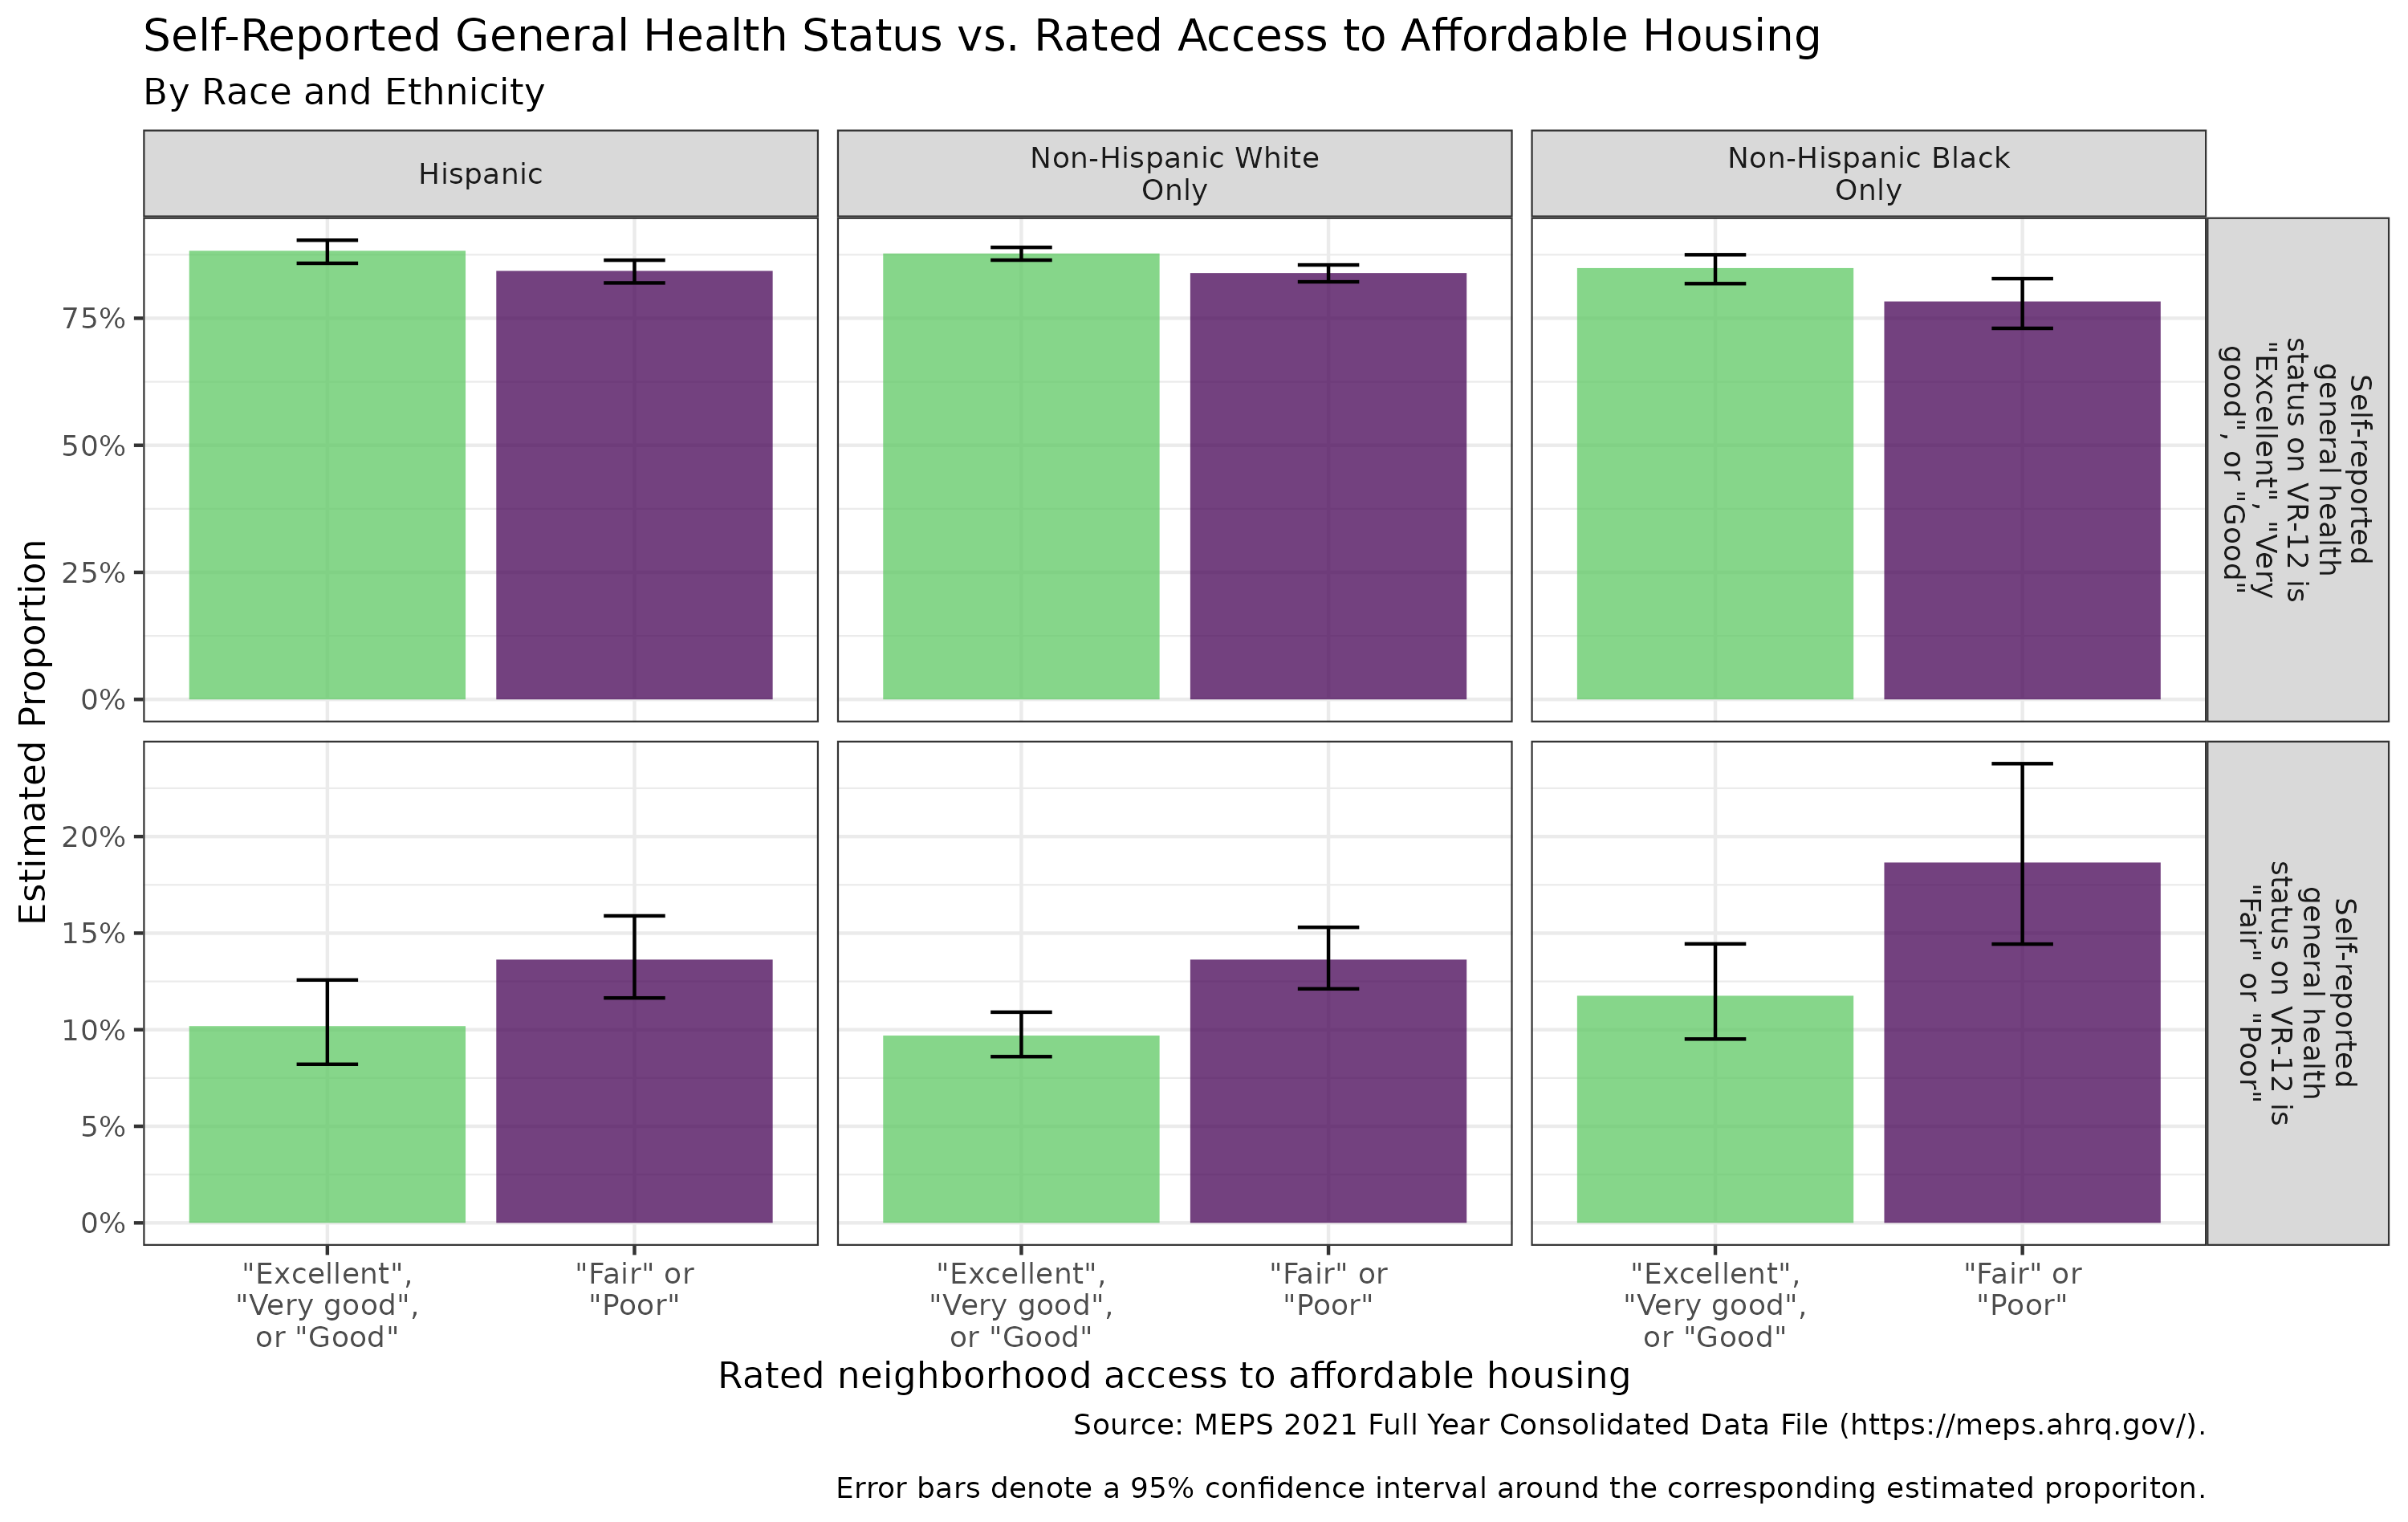 Self-Reported General Health Status vs. Rated Access to Affordable Housing
By Race and Ethnicity
Hispanic
Non-Hispanic White
Only
Non-Hispanic Black
Only
Estimated Proportion
75%
50%
25%
0%
Self-reported
general health
status on VR-12 is
"Excellent", "Very
good", or "Good"
20%
15%
10%
5%
0%
Self-reported
general health
status on VR-12 is
"Fair" or "Poor"
"Excellent",
"Very good",
or "Good"
"Fair" or
"Poor"
"Excellent",
"Very good",
or "Good"
"Fair" or
"Poor"
"Excellent",
"Very good",
or "Good"
"Fair" or
"Poor"
Rated neighborhood access to affordable housing
Source: MEPS 2021 Full Year Consolidated Data File (https://meps.ahrq.gov/).
Error bars denote a 95% confidence interval around the corresponding estimated proporiton.